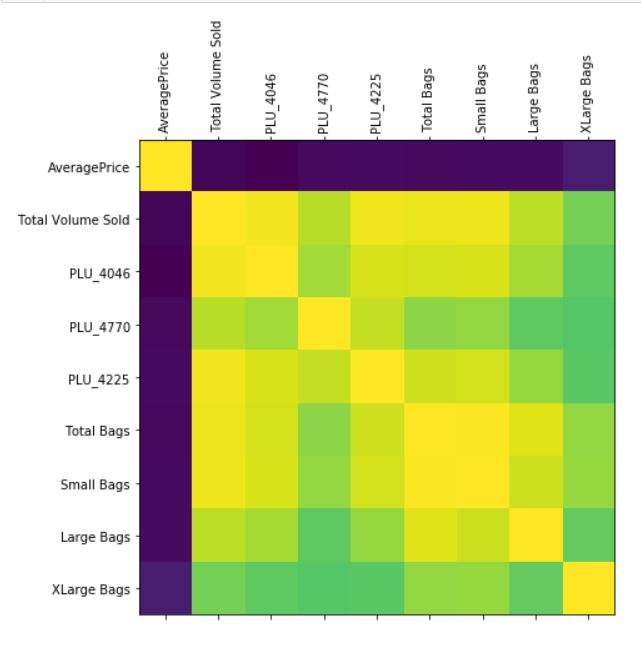 AveragePrice
Total Volume Sold
PLU_4046
PLU_4770
PLU_4225
Total Bags
Small Bags
Large Bags
XLarge Bags
AveragePrice
Total Volume Sold
PLU_4046
PLU_4770
PLU_4225
Total Bags
Small Bags
Large Bags
XLarge Bags